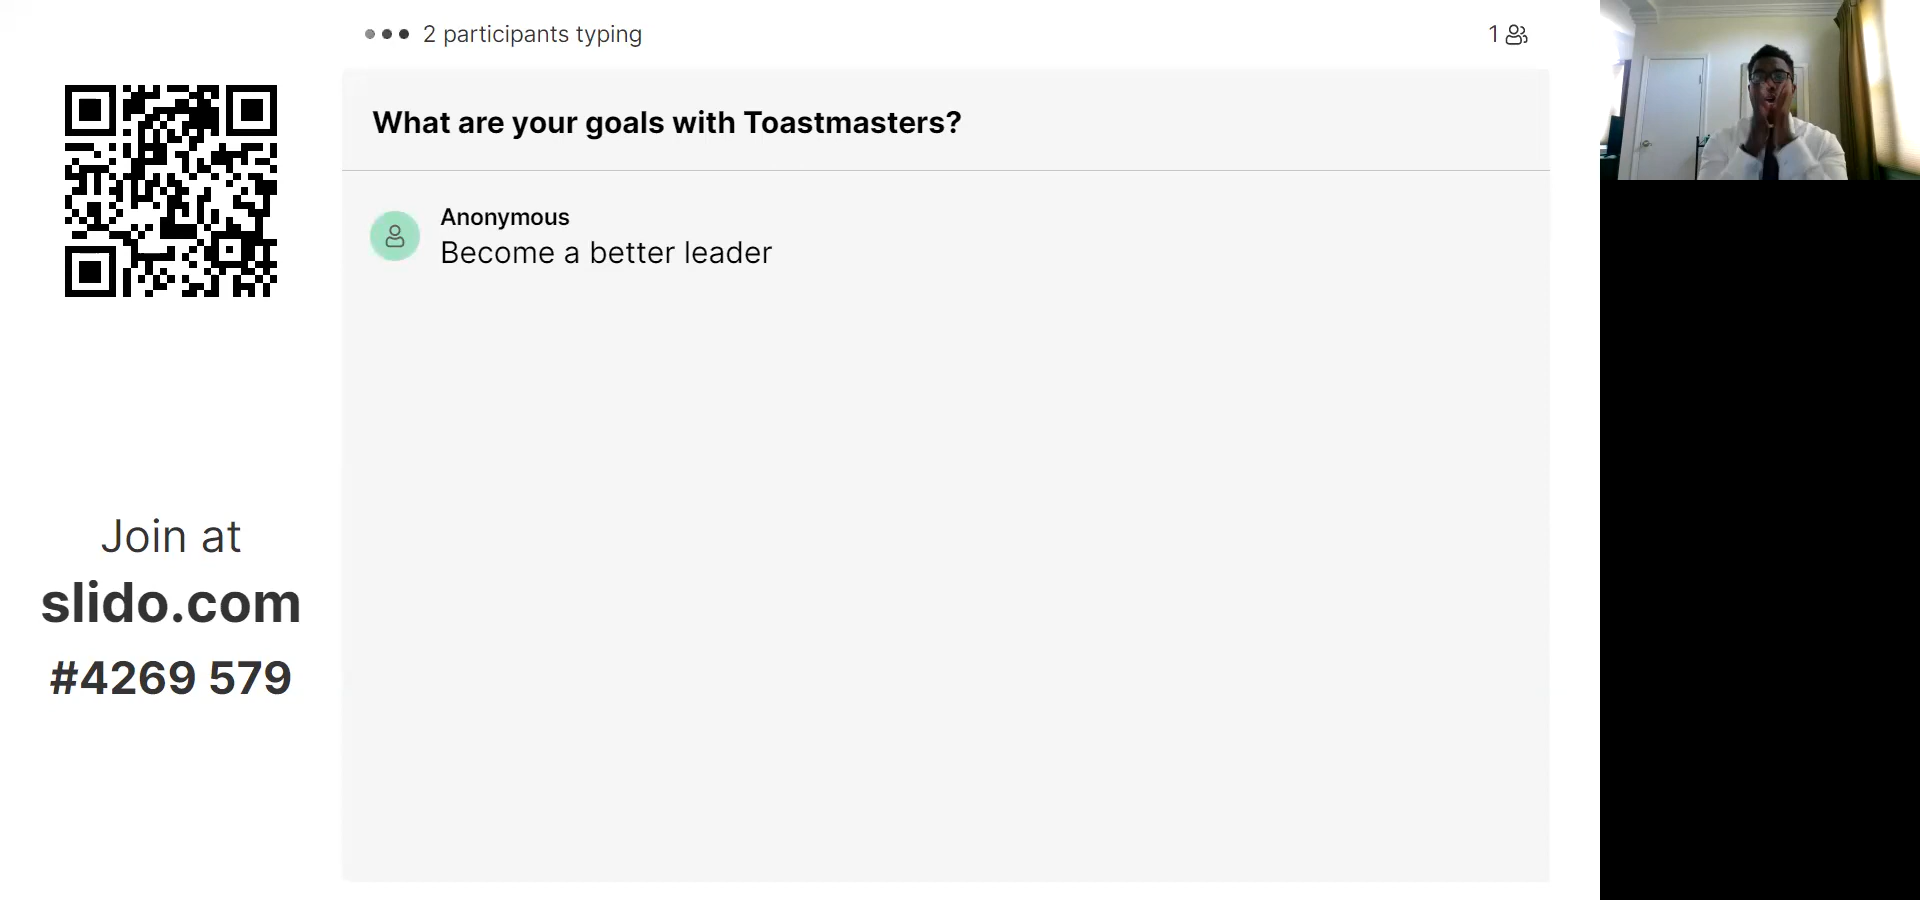 2 participants typing
1
What are your goals with Toastmasters?
Anonymous
Become a better leader
Join at
slido.com
#4269 579